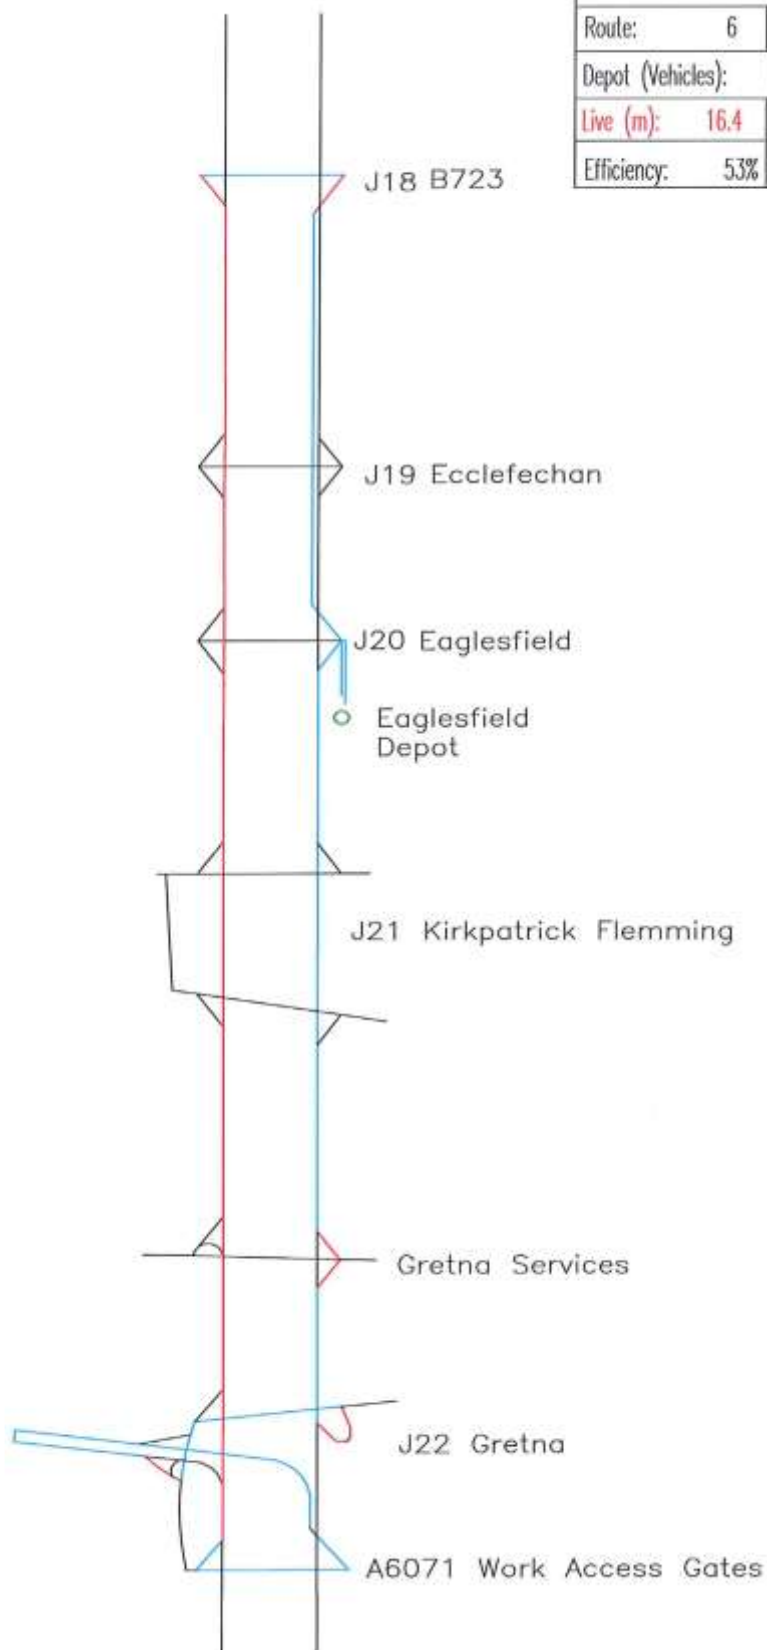 Route: 6
Depot (Vehicles):
Live (m): 16.4
Efficiency: 53%
J18 B723
J19 Ecclefechan
J20 Eaglesfield
Eaglesfield
Depot
J21 Kirkpatrick Flemming
Gretna Services
J22 Gretna
A6071 Work Access Gates